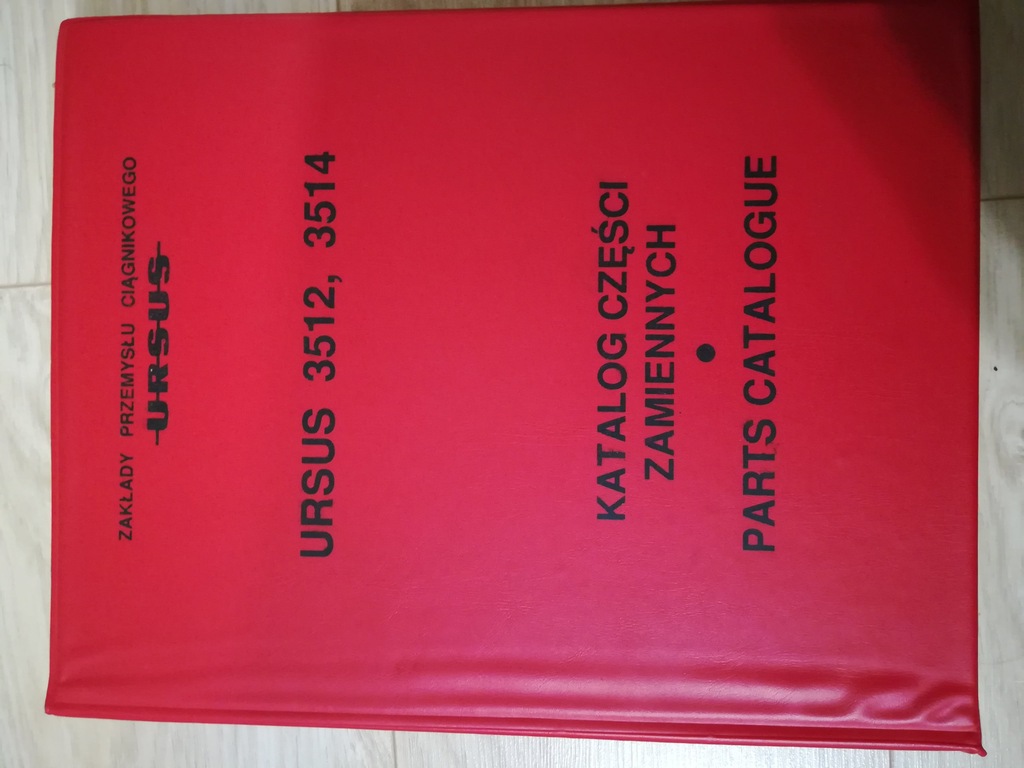 ZAKŁADY PRZEMYSŁU CIĄGNIKOWEGO
URSUS
URSUS 3512, 3514
KATALOG CZĘŚCI
ZAMIENNYCH
●
PARTS CATALOGUE